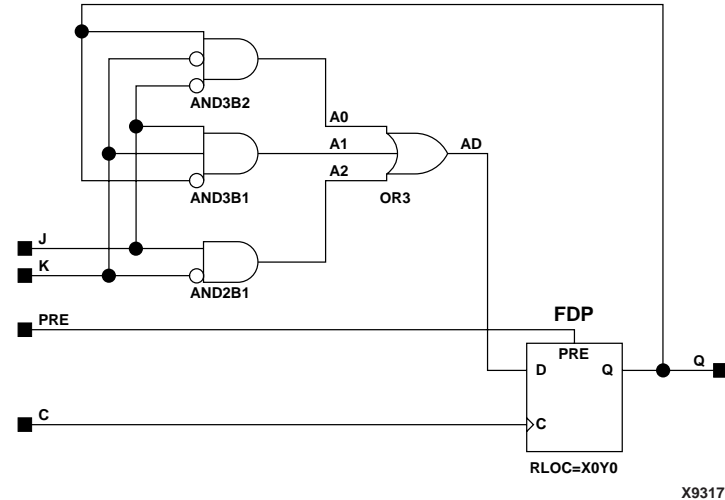 AND3B2
A0
A1
AD
A2
AND3B1
OR3
J
K
AND2B1
PRE
FDP
PRE
D
Q
Q
C
C
RLOC=X0Y0
X9317